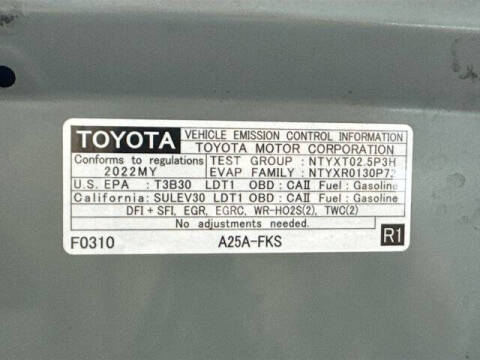 TOYOTA VEHICLE EMISSION CONTROL INFORMATION
TOYOTA MOTOR CORPORATION
Conforms to regulations TEST GROUP : NTYXT02.5P3H
2022MY EVAP FAMILY : NTYXR0130P72
U.S. EPA : T3B30 LDT1 OBD : CAII Fuel : Gasoline
California: SULEV30 LDT1 OBD : CAII Fuel : Gasoline
DFI + SFI, EGR, EGRC, WR-HO2S(2), TWC(2)
No adjustments needed.
F0310 A25A-FKS R1